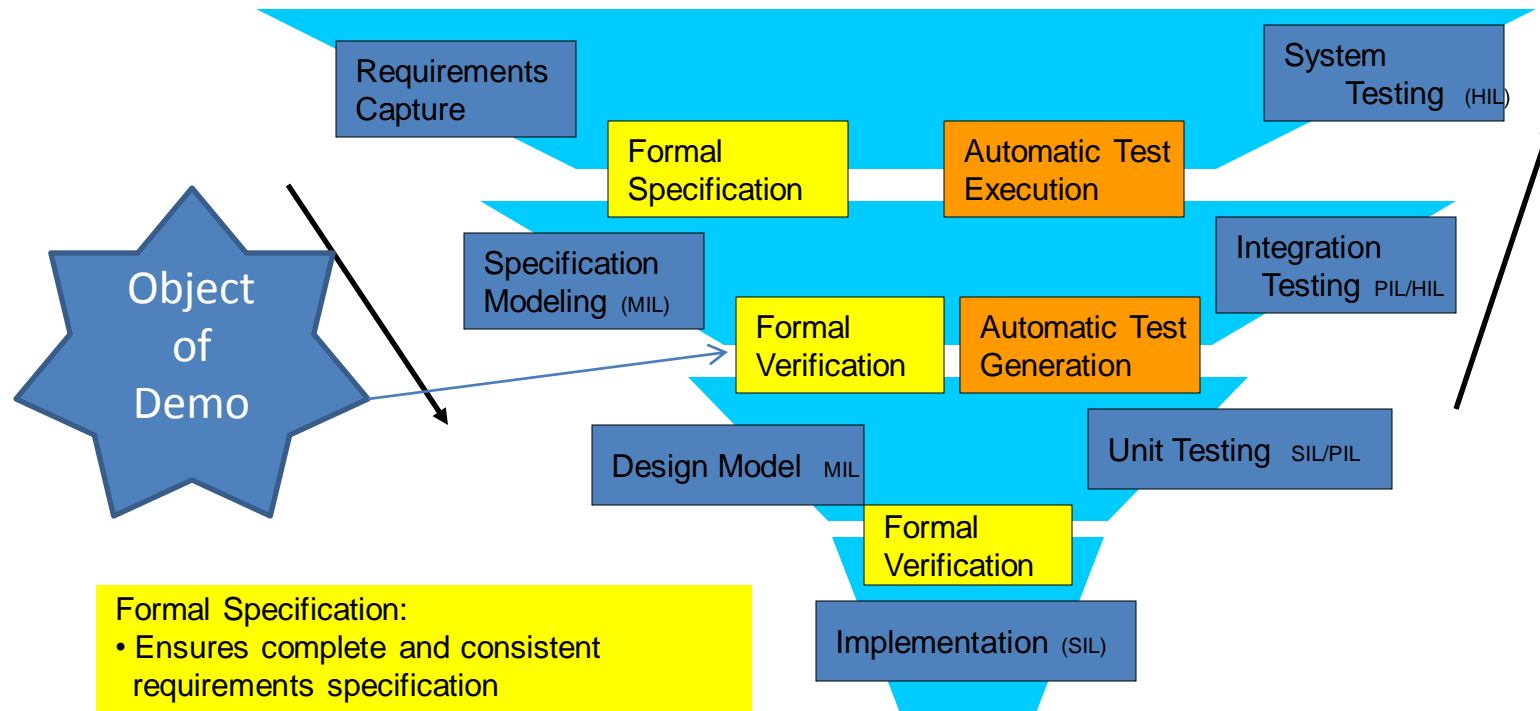 Requirements
Capture
System
Testing (HIL)
Formal
Specification
Automatic Test
Execution
Object
of
Demo
Specification
Modeling (MIL)
Integration
Testing PIL/HIL
Formal
Verification
Automatic Test
Generation
Design Model MIL
Unit Testing SIL/PIL
Formal
Verification
Formal Specification:
• Ensures complete and consistent
requirements specification
Implementation (SIL)